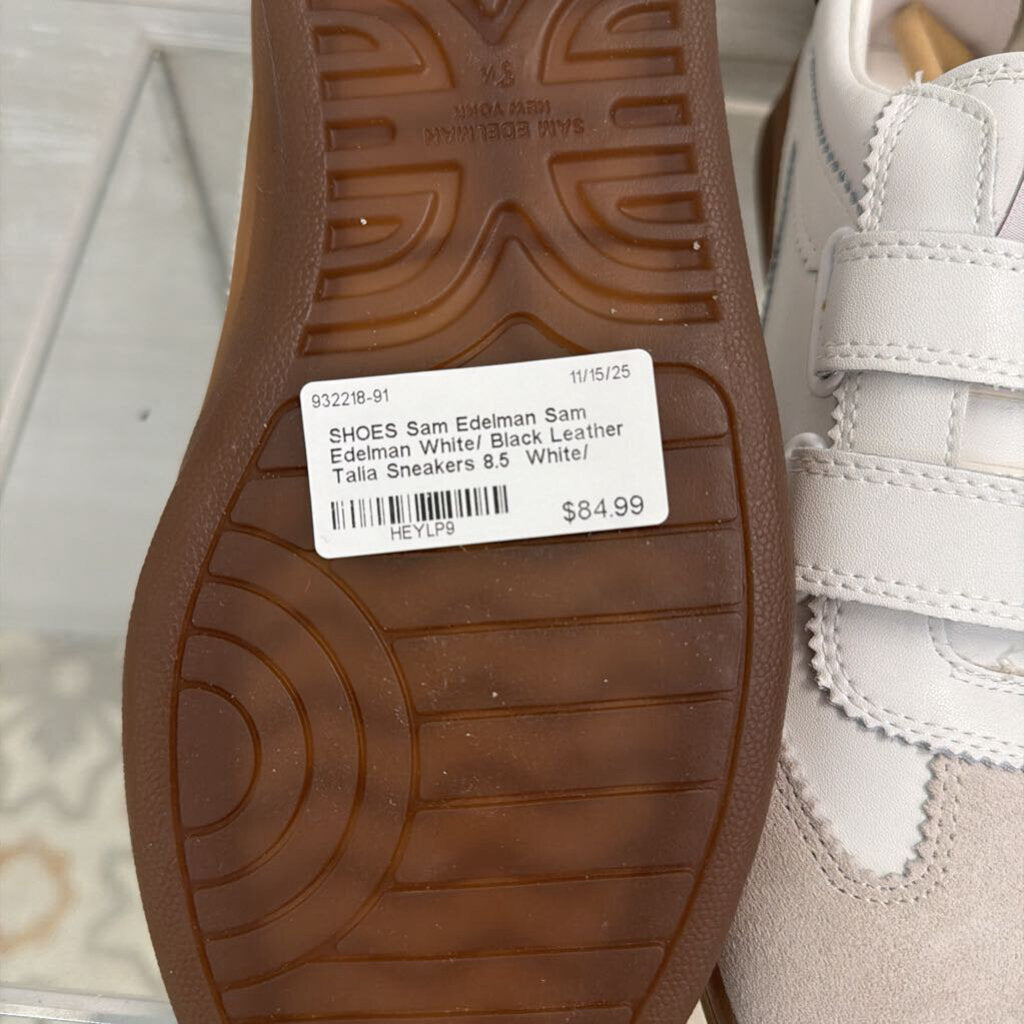 SAM EDELMAN
NEW YORK
932218-91
11/15/25
SHOES Sam Edelman Sam
Edelman White/ Black Leather
Talia Sneakers 8.5 White/
HEYLP9
$84.99